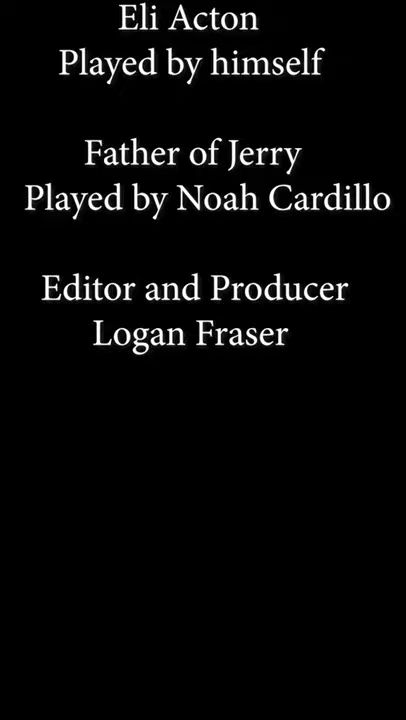 Eli Acton
Played by himself
Father of Jerry
Played by Noah Cardillo
Editor and Producer
Logan Fraser